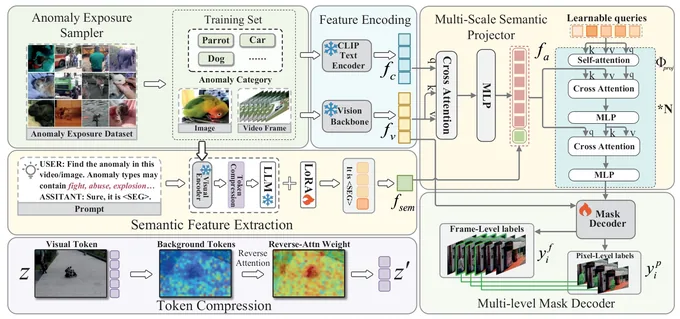 Anomaly Exposure
Sampler
Anomaly Exposure Dataset
Training Set
Parrot
Car
Dog
......
Anomaly Category
Image
Video Frame
Feature Encoding
CLIP
Text
Encoder
f_c
Vision
Backbone
f_v
Multi-Scale Semantic
Projector
q
k
v
Cross Attention
MLP
f_a
Learnable queries
k v q
Self-attention
Φ_proj
Cross Attention
*N
MLP
q k v
Cross Attention
MLP
USER: Find the anomaly in this
video/image. Anomaly types may
contain fight, abuse, explosion…
ASSITANT: Sure, it is <SEG>.
Prompt
Visual
Encoder
Token
Compression
LLM
LoRA
It is <SEG>
f_sem
Semantic Feature Extraction
Visual Token
z
Background Tokens
Reverse
Attention
Reverse-Attn Weight
z'
Token Compression
Mask
Decoder
Frame-Level labels
y_i^f
Pixel-Level labels
y_i^p
Multi-level Mask Decoder